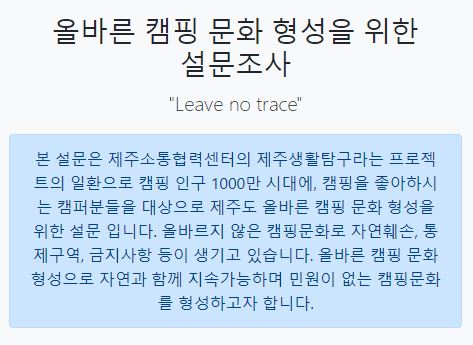 올바른 캠핑 문화 형성을 위한
설문조사
"Leave no trace"
본 설문은 제주소통협력센터의 제주생활탐구라는 프로젝
트의 일환으로 캠핑 인구 1000만 시대에, 캠핑을 좋아하시
는 캠퍼분들을 대상으로 제주도 올바른 캠핑 문화 형성을
위한 설문 입니다. 올바르지 않은 캠핑문화로 자연훼손, 통
제구역, 금지사항 등이 생기고 있습니다. 올바른 캠핑 문화
형성으로 자연과 함께 지속가능하며 민원이 없는 캠핑문화
를 형성하고자 합니다.